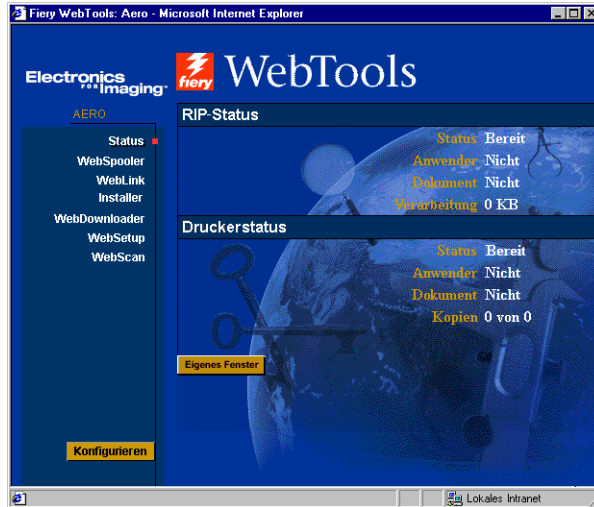 Fiery WebTools: Aero - Microsoft Internet Explorer
Electronics
FOR Imaging
fiery
WebTools
AERO
Status
WebSpooler
WebLink
Installer
WebDownloader
WebSetup
WebScan
Konfigurieren
RIP-Status
Status Bereit
Anwender Nicht
Dokument Nicht
Verarbeitung 0 KB
Druckerstatus
Status Bereit
Anwender Nicht
Dokument Nicht
Kopien 0 von 0
Eigenes Fenster
Lokales Intranet